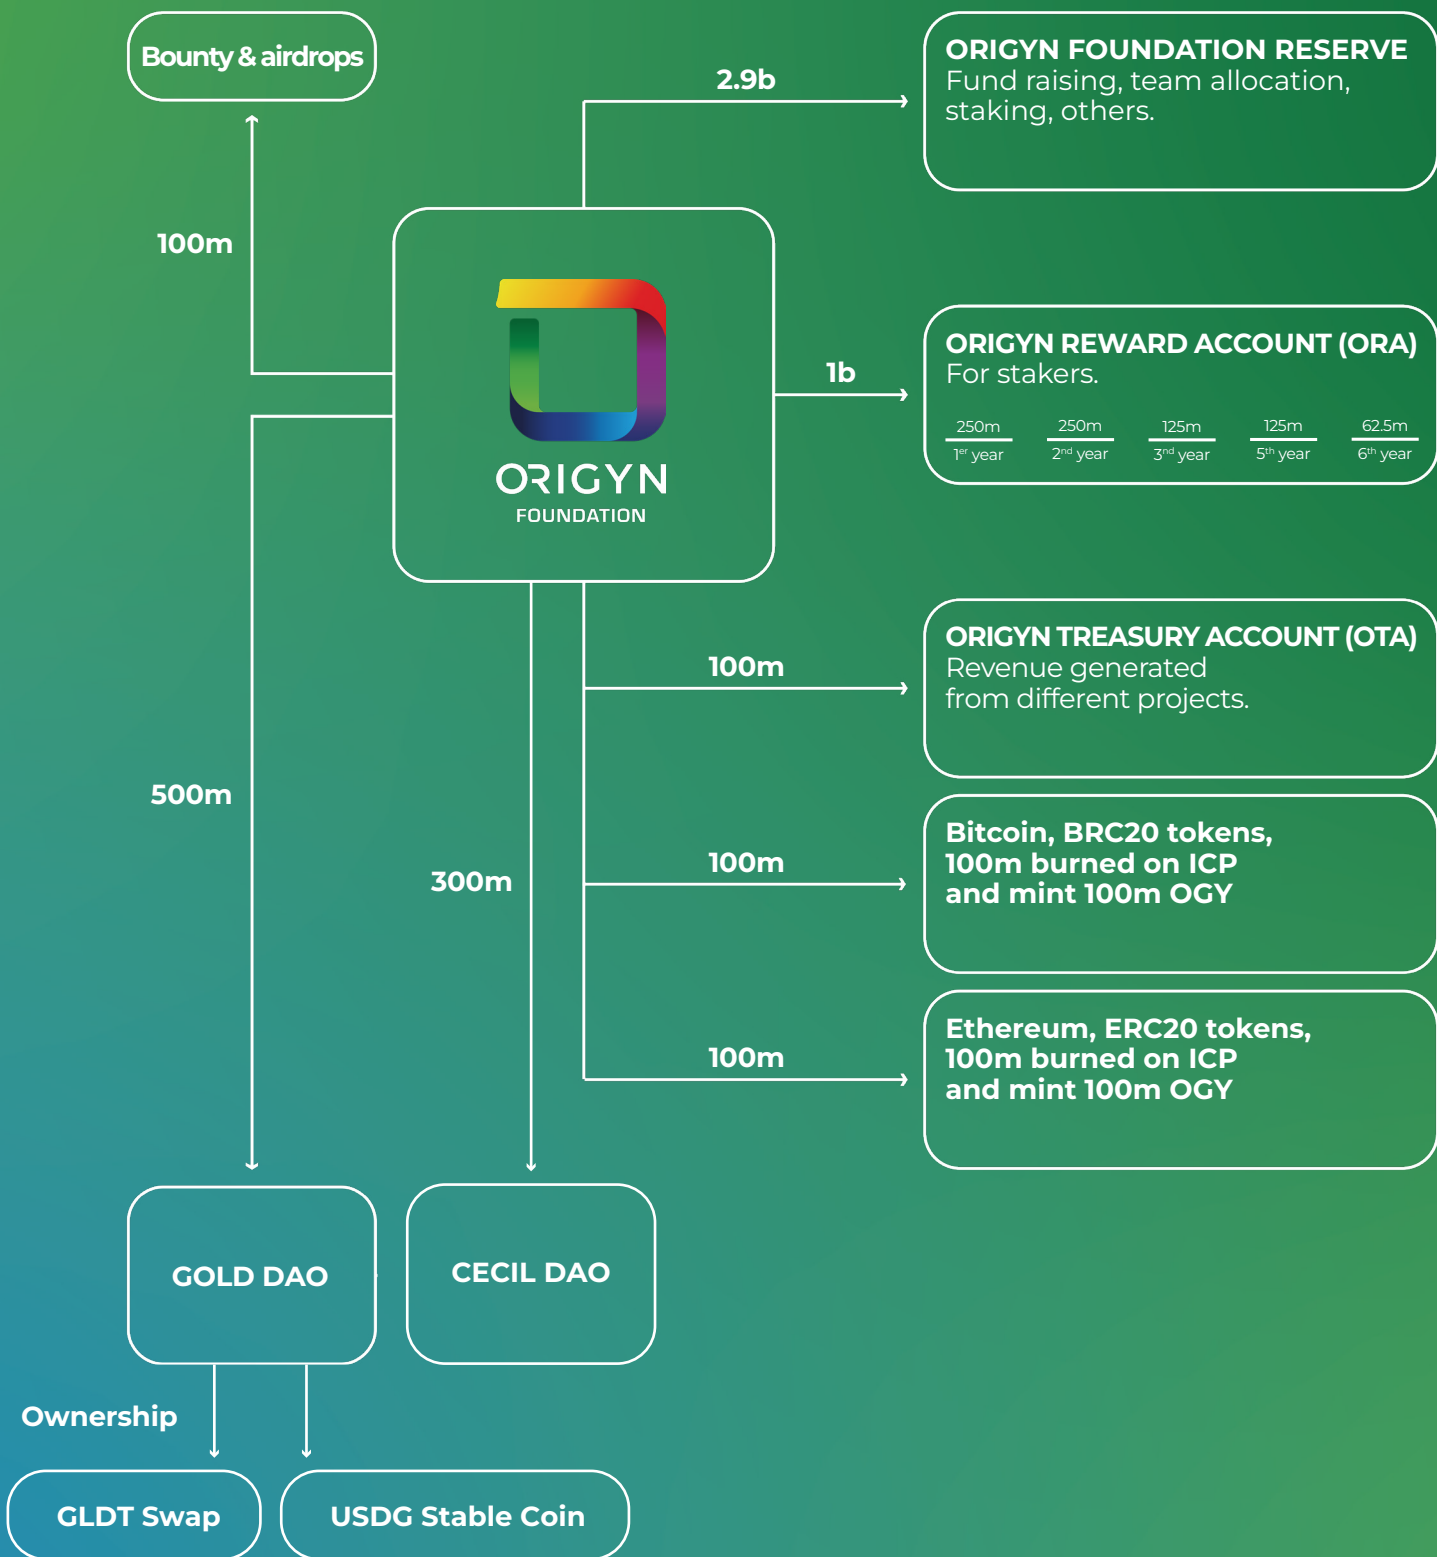 Bounty & airdrops
2.9b
ORIGYN FOUNDATION RESERVE
Fund raising, team allocation,
staking, others.
100m
ORIGYN
FOUNDATION
1b
ORIGYN REWARD ACCOUNT (ORA)
For stakers.
250m 250m 125m 125m 62.5m
1er year 2nd year 3nd year 5th year 6th year
100m
ORIGYN TREASURY ACCOUNT (OTA)
Revenue generated
from different projects.
500m
300m
100m
Bitcoin, BRC20 tokens,
100m burned on ICP
and mint 100m OGY
100m
Ethereum, ERC20 tokens,
100m burned on ICP
and mint 100m OGY
GOLD DAO
CECIL DAO
Ownership
GLDT Swap
USDG Stable Coin